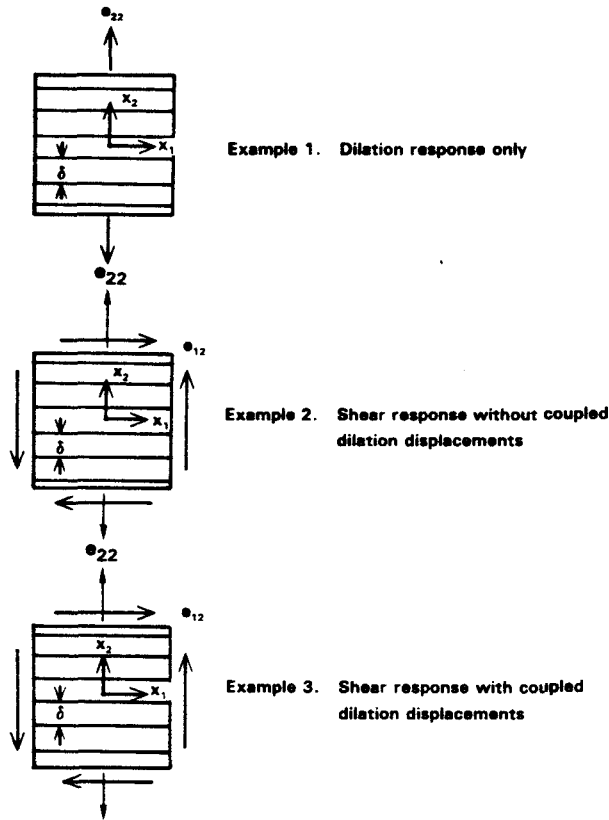 e22
x2
x1
δ
Example 1. Dilation response only
e22
e12
x2
x1
δ
Example 2. Shear response without coupled
dilation displacements
e22
e12
x2
x1
δ
Example 3. Shear response with coupled
dilation displacements